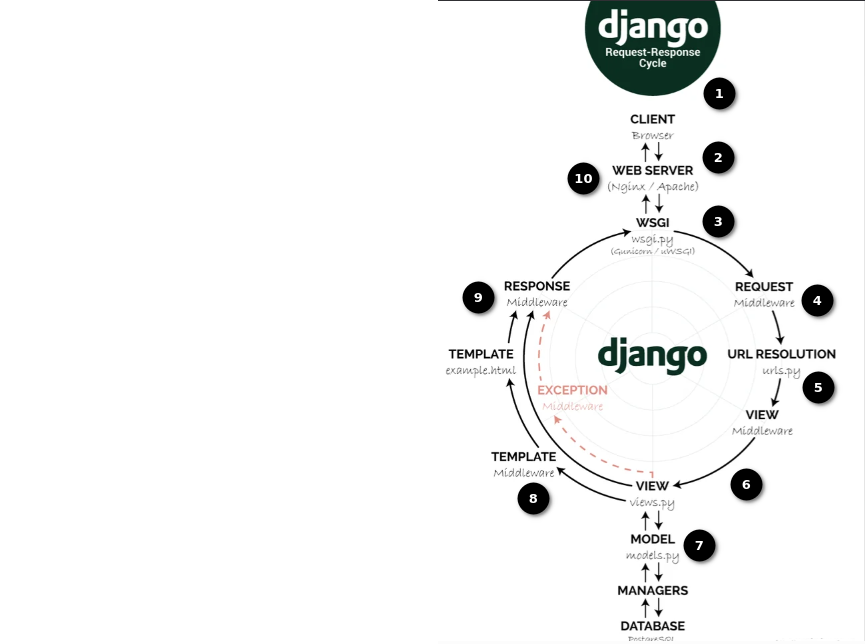 django
Request-Response
Cycle
1
CLIENT
Browser
2
WEB SERVER
10
(Nginx / Apache)
WSGI
3
wsgi.py
(Gunicorn / uWSGI)
RESPONSE
REQUEST
9
Middleware
Middleware
4
TEMPLATE
django
URL RESOLUTION
example.html
urls.py
EXCEPTION
5
Middleware
VIEW
Middleware
TEMPLATE
Middleware
VIEW
6
8
views.py
MODEL
7
models.py
MANAGERS
DATABASE
PostgreSQL